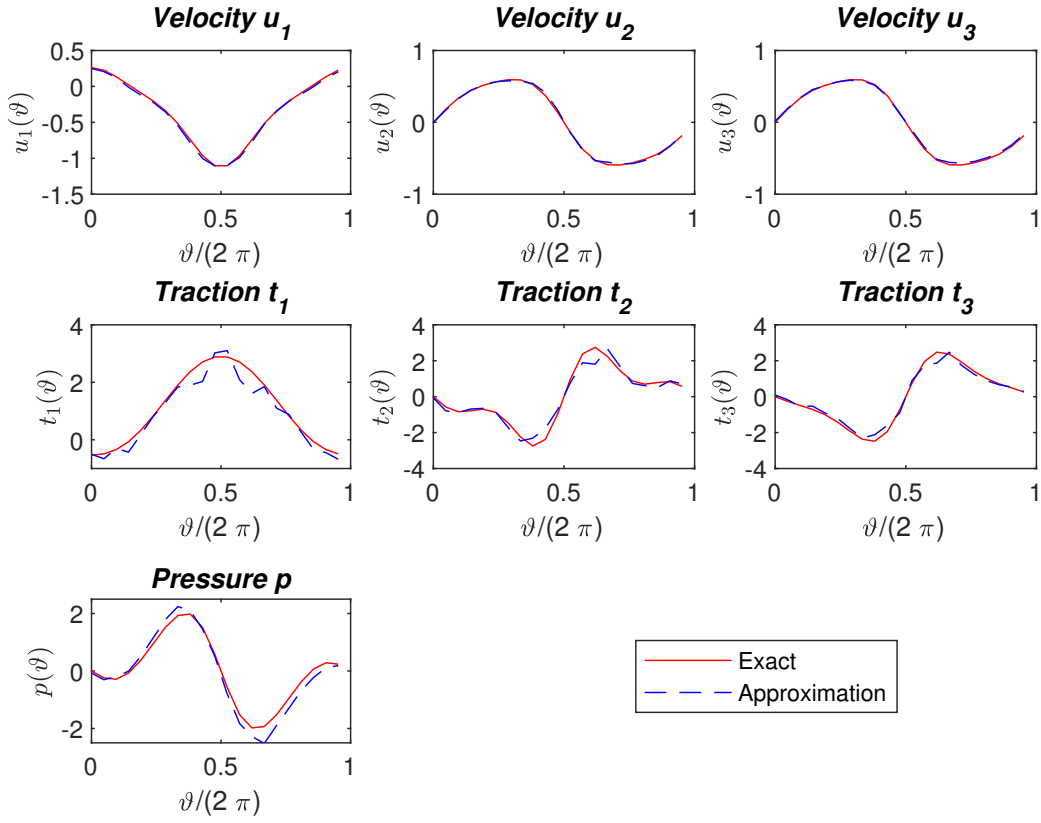 Velocity u1
Velocity u2
Velocity u3
u1(ϑ)
0.5
0
-0.5
-1
-1.5
0
0.5
1
ϑ/(2 π)
u2(ϑ)
1
0
-1
0
0.5
1
ϑ/(2 π)
u3(ϑ)
1
0
-1
0
0.5
1
ϑ/(2 π)
Traction t1
Traction t2
Traction t3
t1(ϑ)
4
2
0
0
0.5
1
ϑ/(2 π)
t2(ϑ)
4
2
0
-2
-4
0
0.5
1
ϑ/(2 π)
t3(ϑ)
4
2
0
-2
-4
0
0.5
1
ϑ/(2 π)
Pressure p
p(ϑ)
2
0
-2
0
0.5
1
ϑ/(2 π)
Exact
Approximation